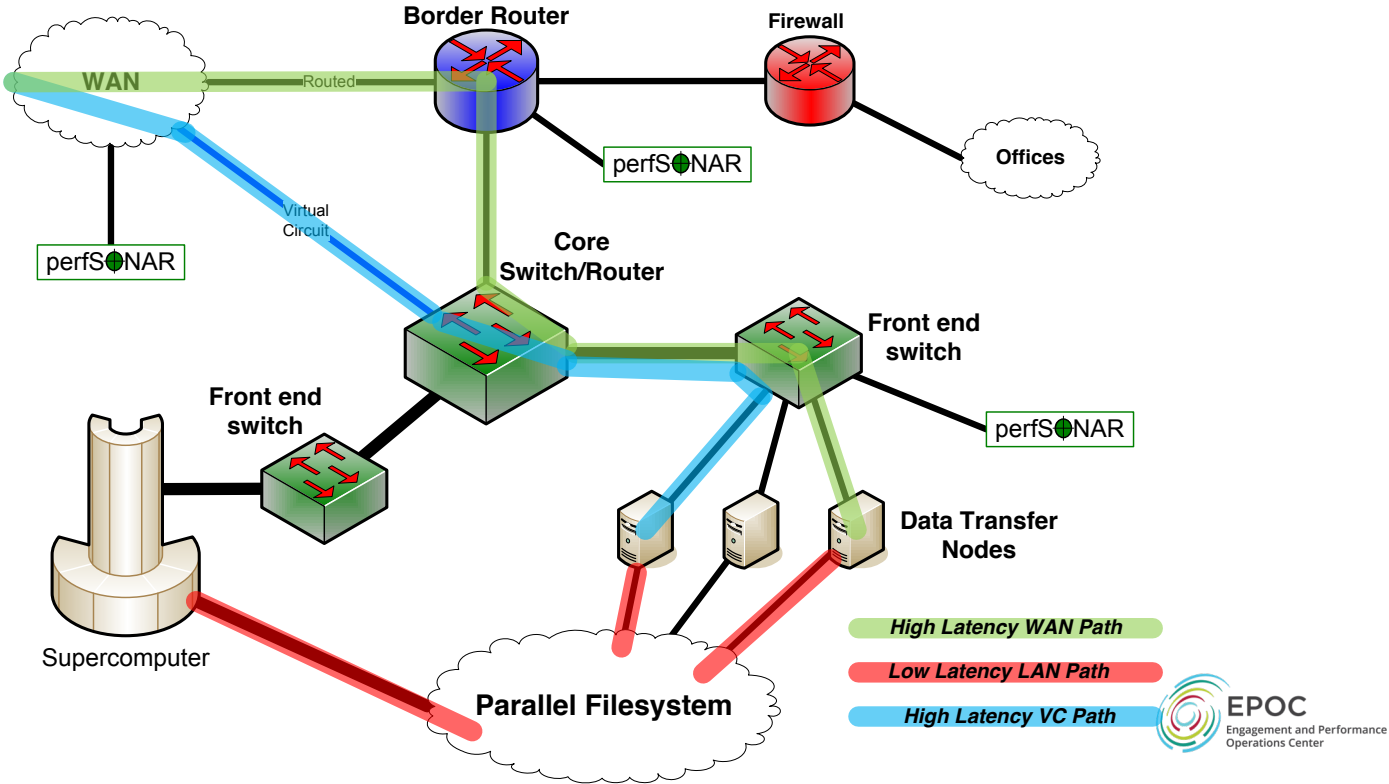 Border Router
Firewall
WAN
Routed
Offices
perfSONAR
Virtual
Circuit
perfSONAR
Core
Switch/Router
Front end
switch
Front end
switch
perfSONAR
Data Transfer
Nodes
Supercomputer
Parallel Filesystem
High Latency WAN Path
Low Latency LAN Path
High Latency VC Path
EPOC
Engagement and Performance
Operations Center